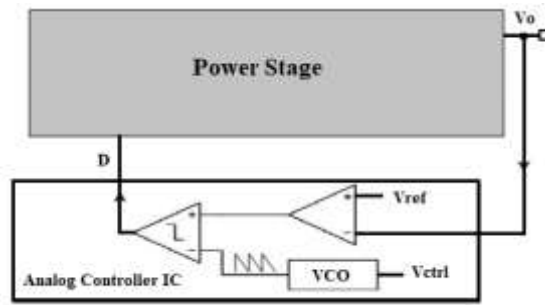 Vo
Power Stage
D
+
Vref
+
−
−
VCO
Vctrl
Analog Controller IC